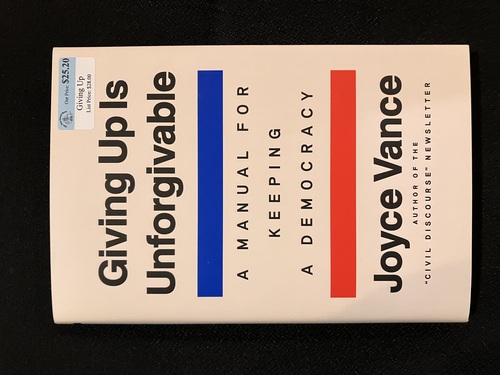 Our Price: $25.20
Giving Up
List Price: $28.00
Giving Up Is
Unforgivable
A MANUAL FOR
KEEPING
A DEMOCRACY
Joyce Vance
AUTHOR OF THE
"CIVIL DISCOURSE" NEWSLETTER